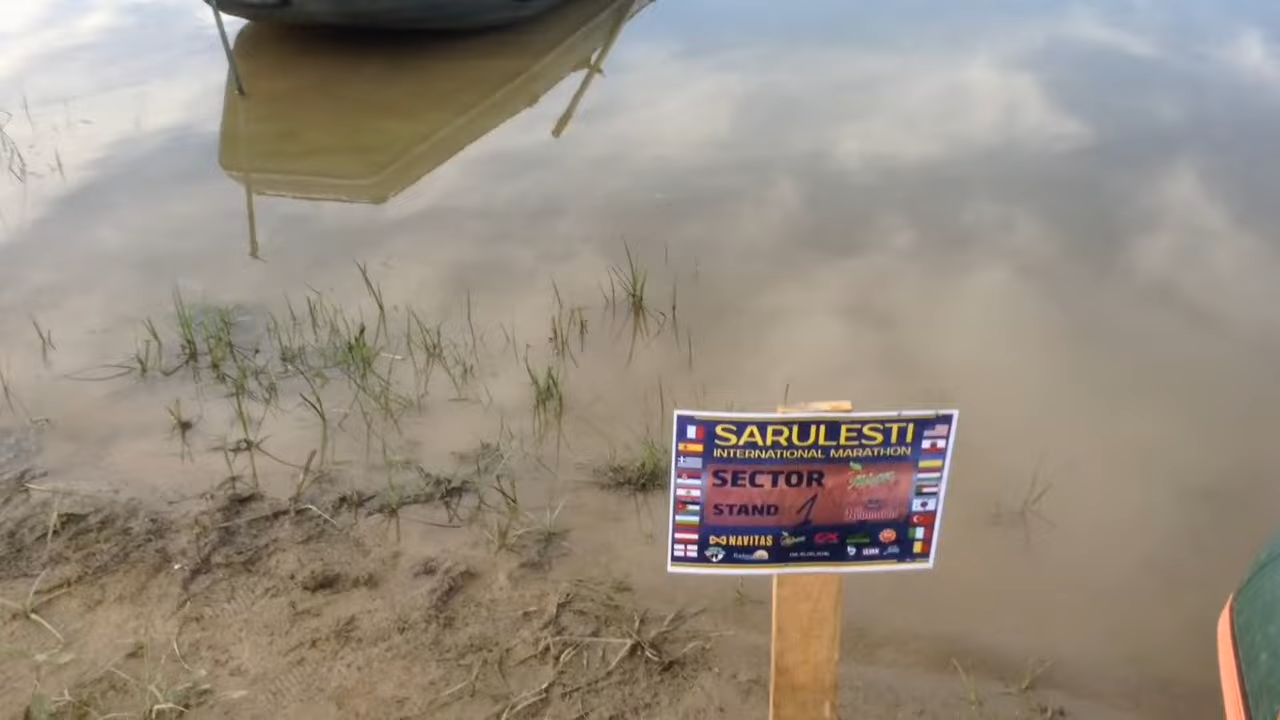 SARULESTI
INTERNATIONAL MARATHON
SECTOR
STAND 1
NAVITAS